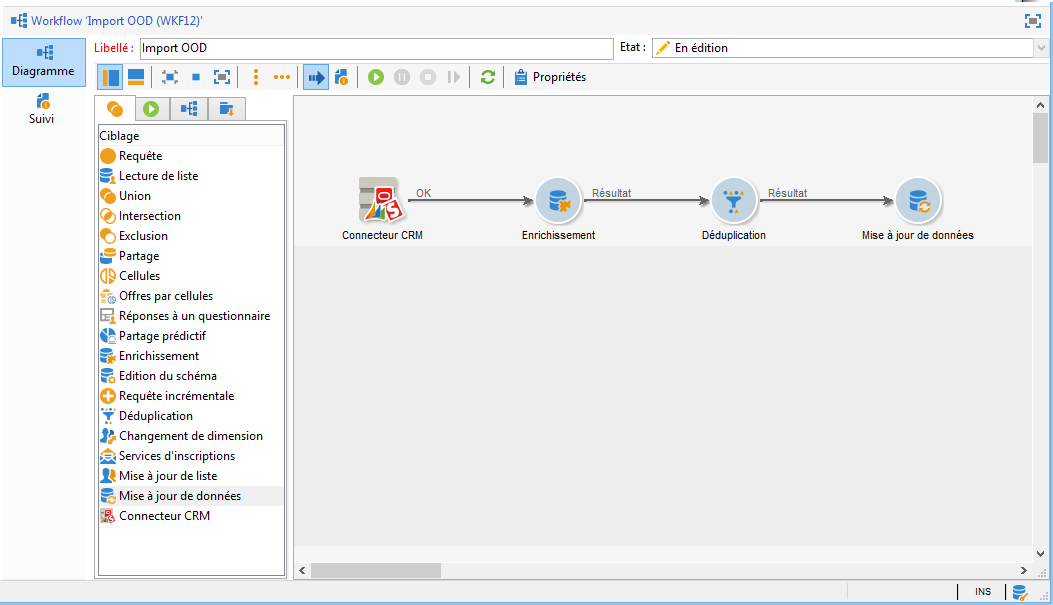 Workflow 'Import OOD (WKF12)'
Diagramme
Suivi
Libellé : Import OOD
Etat : En édition
Propriétés
Ciblage
Requête
Lecture de liste
Union
Intersection
Exclusion
Partage
Cellules
Offres par cellules
Réponses à un questionnaire
Partage prédictif
Enrichissement
Edition du schéma
Requête incrémentale
Déduplication
Changement de dimension
Services d'inscriptions
Mise à jour de liste
Mise à jour de données
Connecteur CRM
OK
Résultat
Résultat
Connecteur CRM
Enrichissement
Déduplication
Mise à jour de données
INS